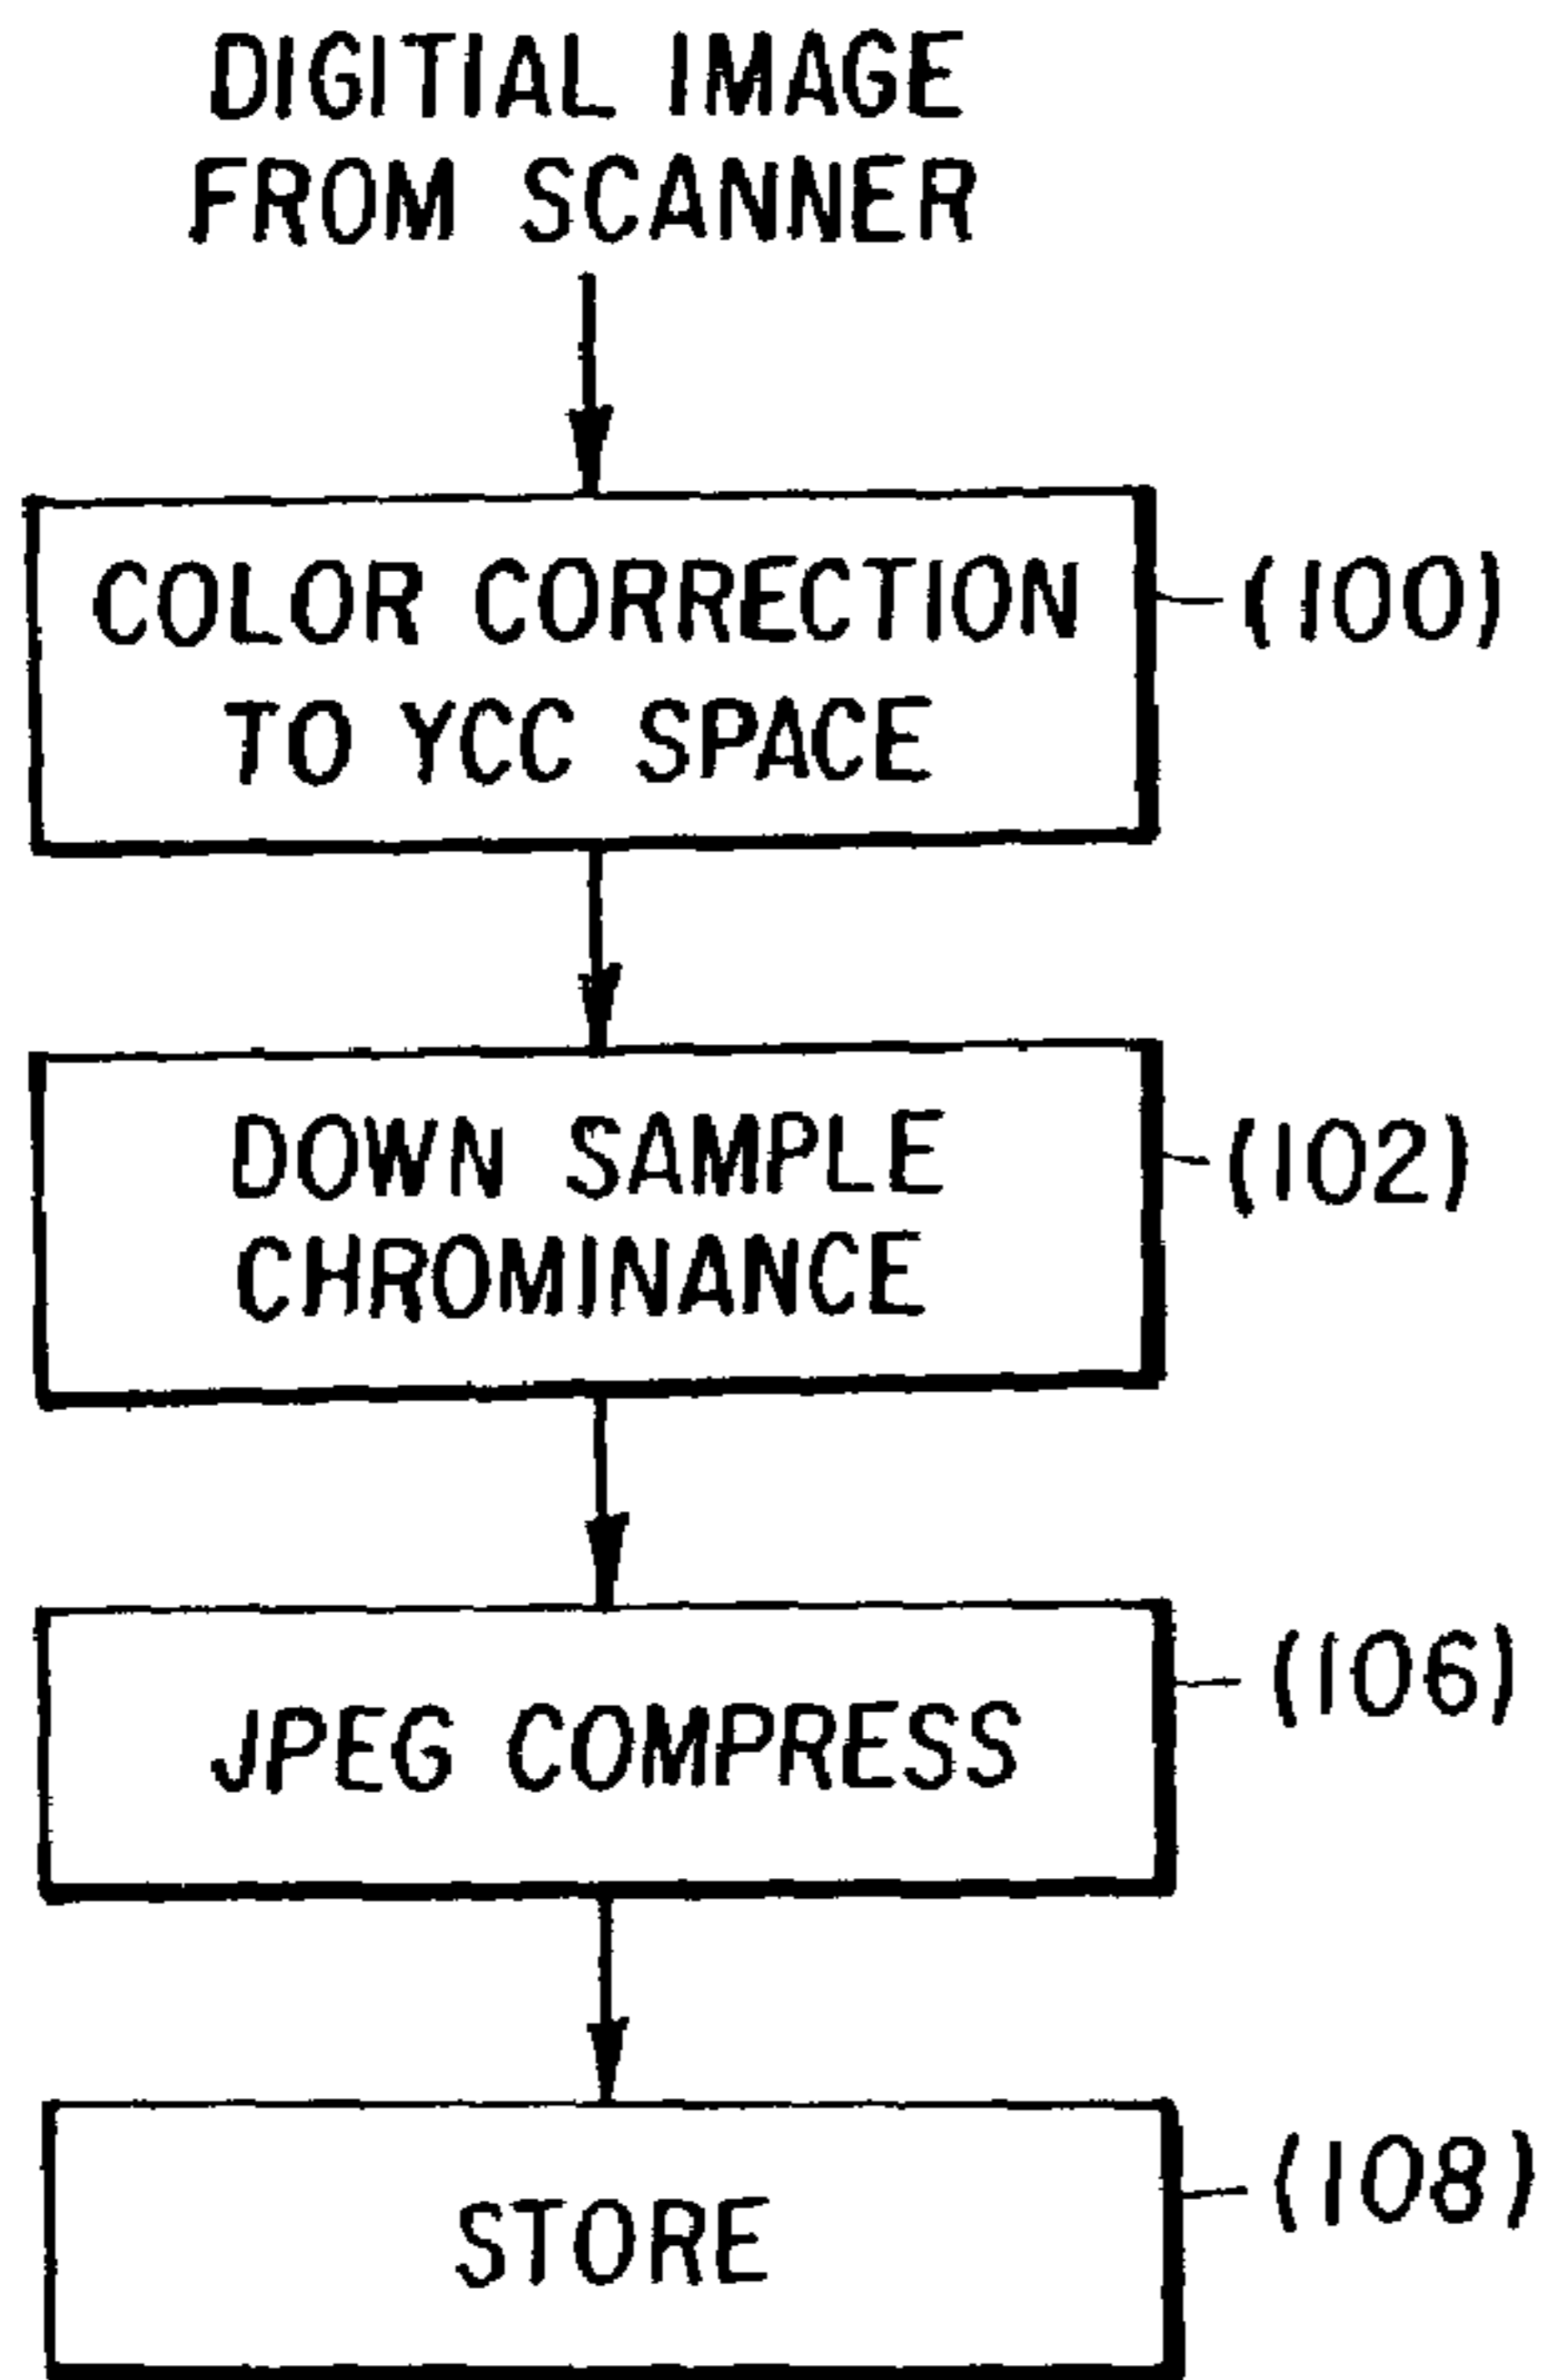 DIGITIAL IMAGE
FROM SCANNER
COLOR CORRECTION
TO YCC SPACE
(100)
DOWN SAMPLE
CHROMINANCE
(102)
JPEG COMPRESS
(106)
STORE
(108)